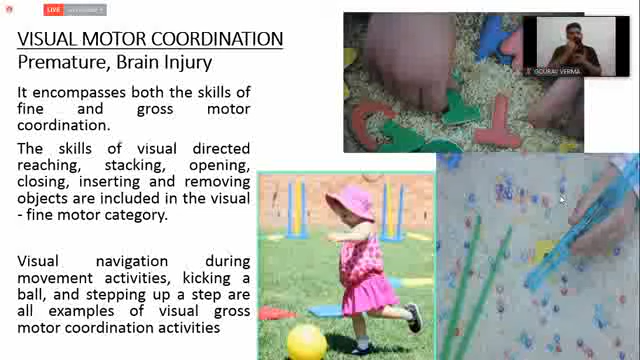 LIVE
VISUAL MOTOR COORDINATION
Premature, Brain Injury
It encompasses both the skills of
fine and gross motor
coordination.
The skills of visual directed
reaching, stacking, opening,
closing, inserting and removing
objects are included in the visual
- fine motor category.
Visual navigation during
movement activities, kicking a
ball, and stepping up a step are
all examples of visual gross
motor coordination activities
GOURAV VERMA